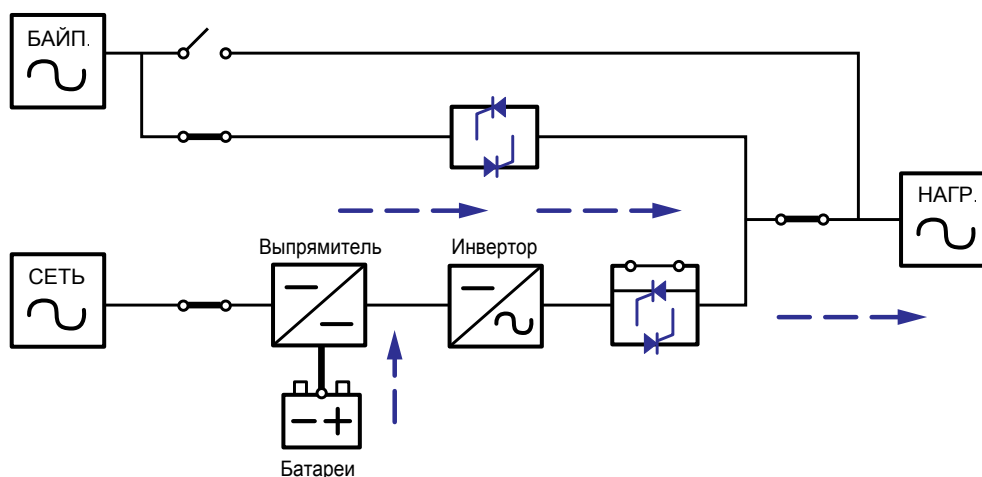 БАЙП.
НАГР.
Выпрямитель
Инвертор
СЕТЬ
Батареи